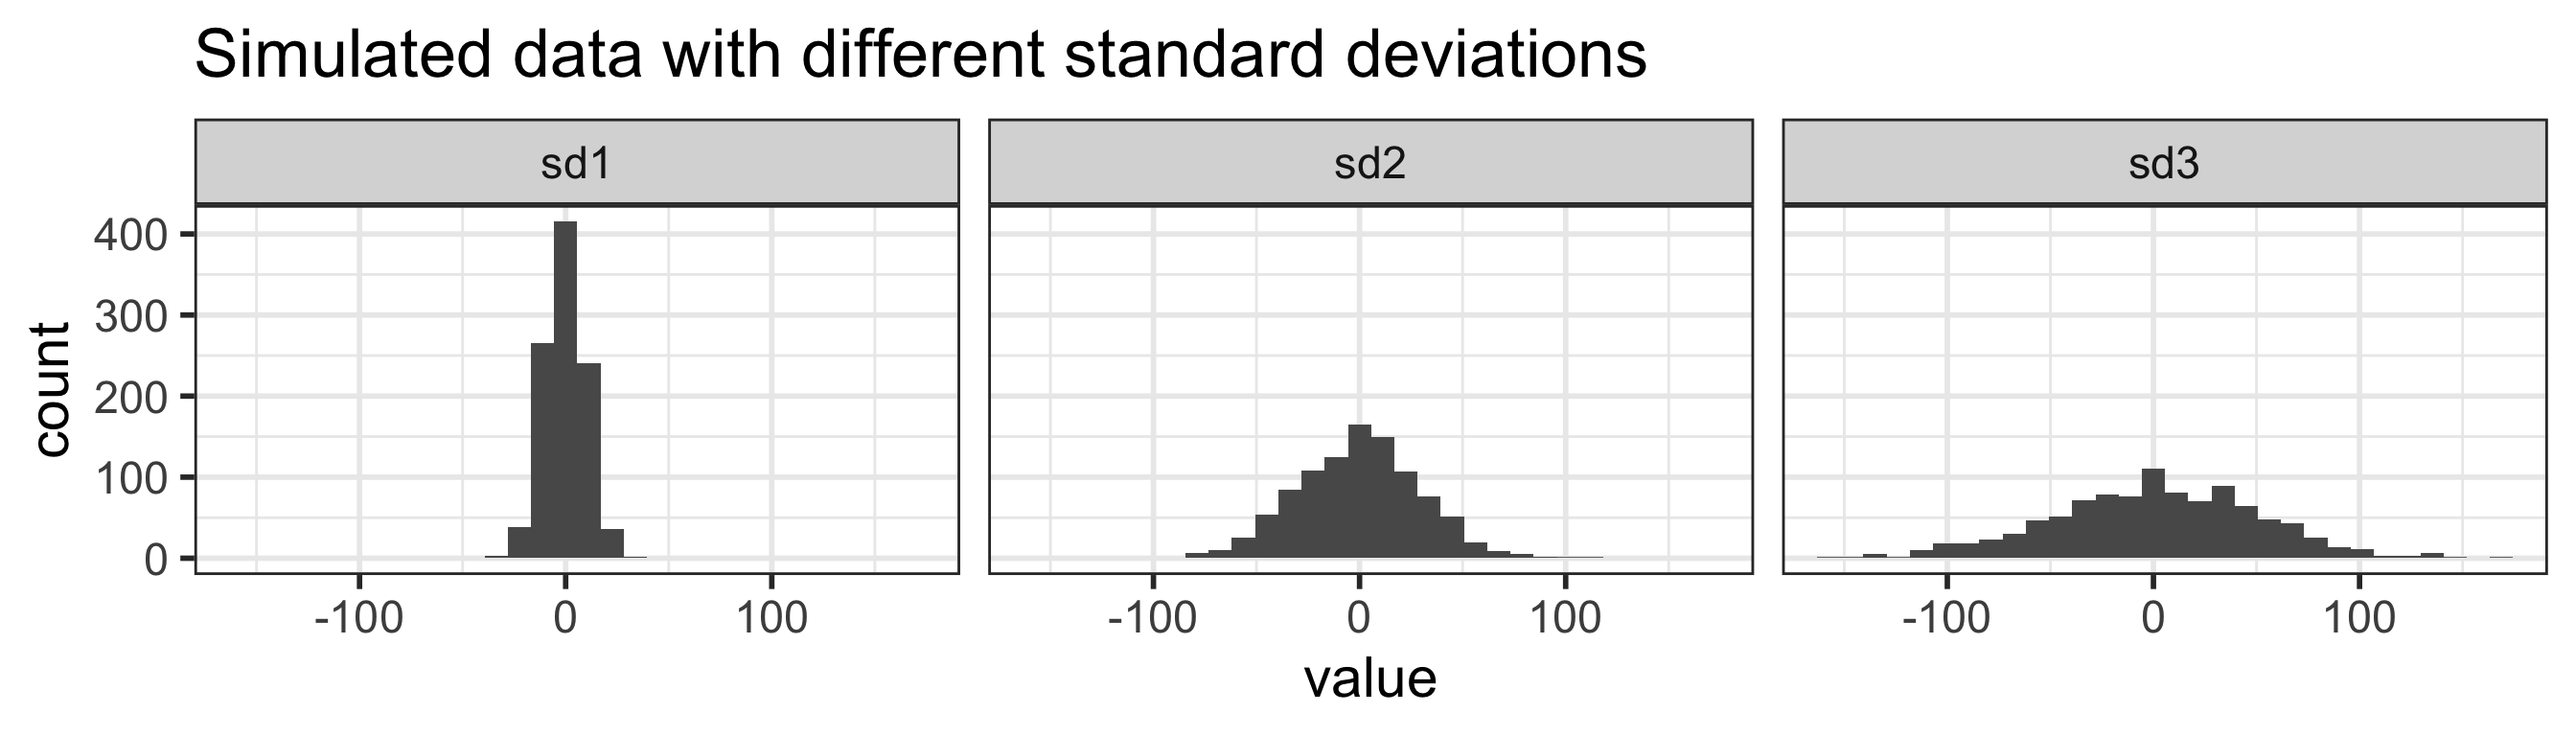 Simulated data with different standard deviations
sd1 sd2 sd3
400
300
200
100
0
count
-100 0 100 -100 0 100 -100 0 100
value